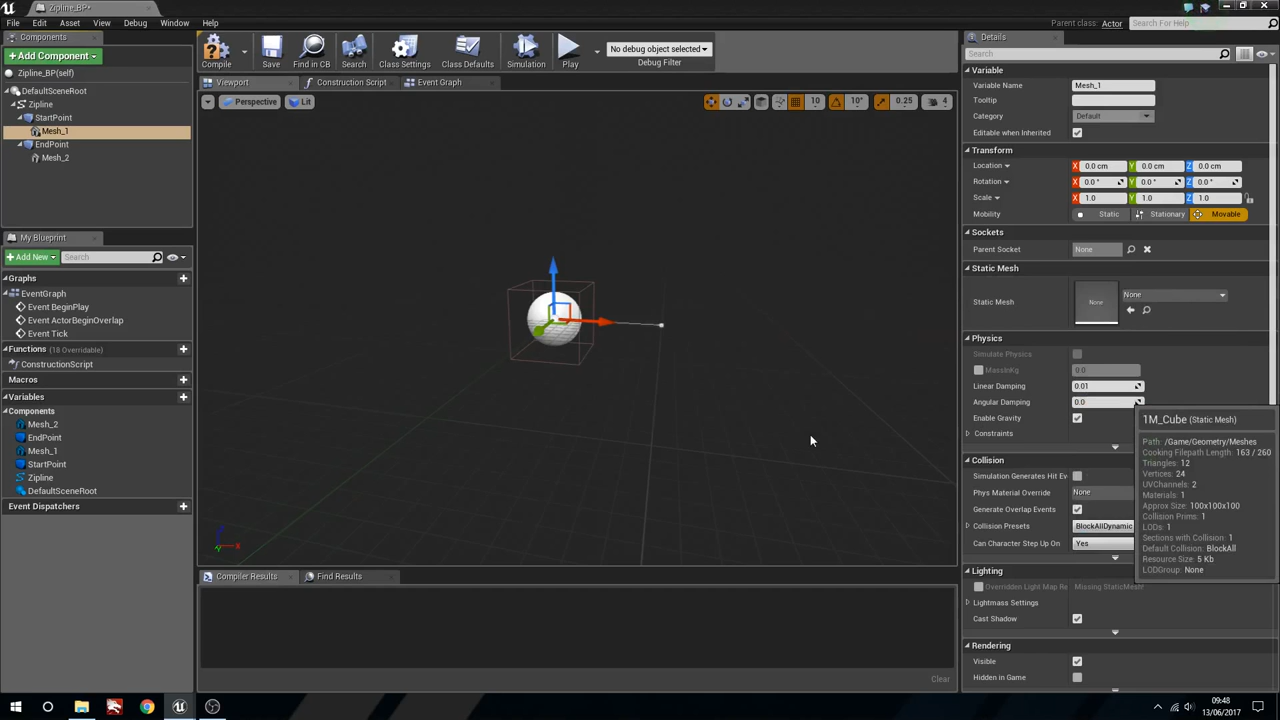 Zipline_BP*
File Edit Asset View Debug Window Help
Parent class: Actor
Search For Help
Components
+Add Component
Zipline_BP(self)
DefaultSceneRoot
Zipline
StartPoint
Mesh_1
EndPoint
Mesh_2
My Blueprint
+Add New
Search
Graphs
EventGraph
Event BeginPlay
Event ActorBeginOverlap
Event Tick
Functions (18 Overridable)
ConstructionScript
Macros
Variables
Components
Mesh_2
EndPoint
Mesh_1
StartPoint
Zipline
DefaultSceneRoot
Event Dispatchers
Compile Save Find in CB Search Class Settings Class Defaults Simulation Play
No debug object selected
Debug Filter
Viewport Construction Script Event Graph
Perspective Lit
10 10° 0.25 4
Compiler Results Find Results
Clear
Details
Search
Variable
Variable Name Mesh_1
Tooltip
Category Default
Editable when Inherited
Transform
Location X 0.0 cm Y 0.0 cm Z 0.0 cm
Rotation X 0.0 ° Y 0.0 ° Z 0.0 °
Scale X 1.0 Y 1.0 Z 1.0
Mobility Static Stationary Movable
Sockets
Parent Socket None
Static Mesh
Static Mesh None None
Physics
Simulate Physics
MassInKg 0.0
Linear Damping 0.01
Angular Damping 0.0
Enable Gravity
Constraints
1M_Cube (Static Mesh)
Path: /Game/Geometry/Meshes
Cooking Filepath Length: 163 / 260
Triangles: 12
Vertices: 24
UVChannels: 2
Materials: 1
Approx Size: 100x100x100
Collision Prims: 1
LODs: 1
Sections with Collision: 1
Default Collision: BlockAll
Resource Size: 5 Kb
LODGroup: None
Collision
Simulation Generates Hit Ev
Phys Material Override None
Generate Overlap Events
Collision Presets BlockAllDynamic
Can Character Step Up On Yes
Lighting
Overridden Light Map Re Missing StaticMesh
Lightmass Settings
Cast Shadow
Rendering
Visible
Hidden in Game
09:48
13/06/2017